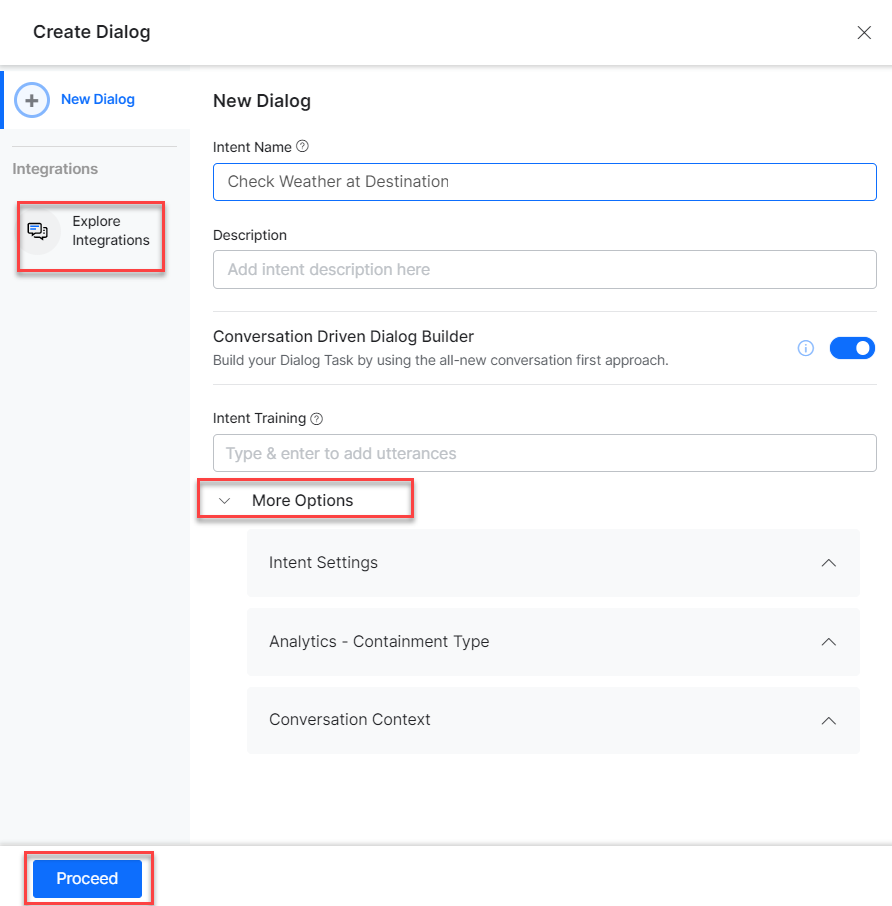 Create Dialog
New Dialog
Integrations
Explore
Integrations
New Dialog
Intent Name
Check Weather at Destination
Description
Add intent description here
Conversation Driven Dialog Builder
Build your Dialog Task by using the all-new conversation first approach.
Intent Training
Type & enter to add utterances
More Options
Intent Settings
Analytics - Containment Type
Conversation Context
Proceed